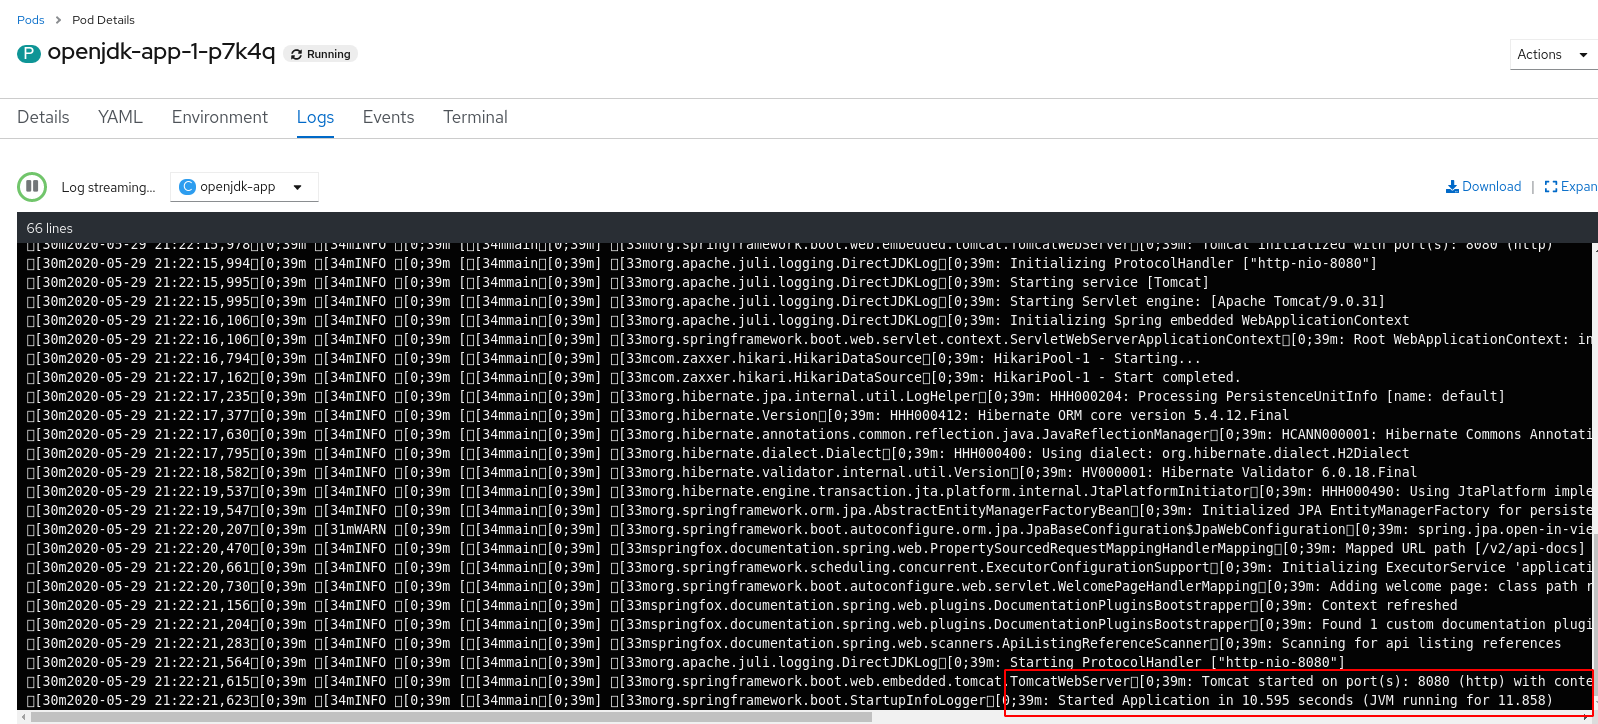 Pods > Pod Details
P openjdk-app-1-p7k4q Running
Actions
Details YAML Environment Logs Events Terminal
Log streaming... C openjdk-app Download | Expan
66 lines
[30m2020-05-29 21:22:15,978[0;39m [34mINFO [0;39m [[34mmain[0;39m] [33morg.springframework.boot.web.embedded.tomcat.TomcatWebServer[0;39m: Tomcat initialized with port(s): 8080 (http)
[30m2020-05-29 21:22:15,994[0;39m [34mINFO [0;39m [[34mmain[0;39m] [33morg.apache.juli.logging.DirectJDKLog[0;39m: Initializing ProtocolHandler ["http-nio-8080"]
[30m2020-05-29 21:22:15,995[0;39m [34mINFO [0;39m [[34mmain[0;39m] [33morg.apache.juli.logging.DirectJDKLog[0;39m: Starting service [Tomcat]
[30m2020-05-29 21:22:15,995[0;39m [34mINFO [0;39m [[34mmain[0;39m] [33morg.apache.juli.logging.DirectJDKLog[0;39m: Starting Servlet engine: [Apache Tomcat/9.0.31]
[30m2020-05-29 21:22:16,106[0;39m [34mINFO [0;39m [[34mmain[0;39m] [33morg.apache.juli.logging.DirectJDKLog[0;39m: Initializing Spring embedded WebApplicationContext
[30m2020-05-29 21:22:16,106[0;39m [34mINFO [0;39m [[34mmain[0;39m] [33morg.springframework.boot.web.servlet.context.ServletWebServerApplicationContext[0;39m: Root WebApplicationContext: in
[30m2020-05-29 21:22:16,794[0;39m [34mINFO [0;39m [[34mmain[0;39m] [33mcom.zaxxer.hikari.HikariDataSource[0;39m: HikariPool-1 - Starting...
[30m2020-05-29 21:22:17,162[0;39m [34mINFO [0;39m [[34mmain[0;39m] [33mcom.zaxxer.hikari.HikariDataSource[0;39m: HikariPool-1 - Start completed.
[30m2020-05-29 21:22:17,235[0;39m [34mINFO [0;39m [[34mmain[0;39m] [33morg.hibernate.jpa.internal.util.LogHelper[0;39m: HHH000204: Processing PersistenceUnitInfo [name: default]
[30m2020-05-29 21:22:17,377[0;39m [34mINFO [0;39m [[34mmain[0;39m] [33morg.hibernate.Version[0;39m: HHH000412: Hibernate ORM core version 5.4.12.Final
[30m2020-05-29 21:22:17,630[0;39m [34mINFO [0;39m [[34mmain[0;39m] [33morg.hibernate.annotations.common.reflection.java.JavaReflectionManager[0;39m: HCANN000001: Hibernate Commons Annotati
[30m2020-05-29 21:22:17,795[0;39m [34mINFO [0;39m [[34mmain[0;39m] [33morg.hibernate.dialect.Dialect[0;39m: HHH000400: Using dialect: org.hibernate.dialect.H2Dialect
[30m2020-05-29 21:22:18,582[0;39m [34mINFO [0;39m [[34mmain[0;39m] [33morg.hibernate.validator.internal.util.Version[0;39m: HV000001: Hibernate Validator 6.0.18.Final
[30m2020-05-29 21:22:19,537[0;39m [34mINFO [0;39m [[34mmain[0;39m] [33morg.hibernate.engine.transaction.jta.platform.internal.JtaPlatformInitiator[0;39m: HHH000490: Using JtaPlatform imple
[30m2020-05-29 21:22:19,547[0;39m [34mINFO [0;39m [[34mmain[0;39m] [33morg.springframework.orm.jpa.AbstractEntityManagerFactoryBean[0;39m: Initialized JPA EntityManagerFactory for persiste
[30m2020-05-29 21:22:20,207[0;39m [31mWARN [0;39m [[34mmain[0;39m] [33morg.springframework.boot.autoconfigure.orm.jpa.JpaBaseConfiguration$JpaWebConfiguration[0;39m: spring.jpa.open-in-vie
[30m2020-05-29 21:22:20,470[0;39m [34mINFO [0;39m [[34mmain[0;39m] [33mspringfox.documentation.spring.web.PropertySourcedRequestMappingHandlerMapping[0;39m: Mapped URL path [/v2/api-docs]
[30m2020-05-29 21:22:20,661[0;39m [34mINFO [0;39m [[34mmain[0;39m] [33morg.springframework.scheduling.concurrent.ExecutorConfigurationSupport[0;39m: Initializing ExecutorService 'applicati
[30m2020-05-29 21:22:20,730[0;39m [34mINFO [0;39m [[34mmain[0;39m] [33morg.springframework.boot.autoconfigure.web.servlet.WelcomePageHandlerMapping[0;39m: Adding welcome page: class path r
[30m2020-05-29 21:22:21,156[0;39m [34mINFO [0;39m [[34mmain[0;39m] [33mspringfox.documentation.spring.web.plugins.DocumentationPluginsBootstrapper[0;39m: Context refreshed
[30m2020-05-29 21:22:21,204[0;39m [34mINFO [0;39m [[34mmain[0;39m] [33mspringfox.documentation.spring.web.plugins.DocumentationPluginsBootstrapper[0;39m: Found 1 custom documentation plugi
[30m2020-05-29 21:22:21,283[0;39m [34mINFO [0;39m [[34mmain[0;39m] [33mspringfox.documentation.spring.web.scanners.ApiListingReferenceScanner[0;39m: Scanning for api listing references
[30m2020-05-29 21:22:21,564[0;39m [34mINFO [0;39m [[34mmain[0;39m] [33morg.apache.juli.logging.DirectJDKLog[0;39m: Starting ProtocolHandler ["http-nio-8080"]
[30m2020-05-29 21:22:21,615[0;39m [34mINFO [0;39m [[34mmain[0;39m] [33morg.springframework.boot.web.embedded.tomcat.TomcatWebServer[0;39m: Tomcat started on port(s): 8080 (http) with conte
[30m2020-05-29 21:22:21,623[0;39m [34mINFO [0;39m [[34mmain[0;39m] [33morg.springframework.boot.StartupInfoLogger[0;39m: Started Application in 10.595 seconds (JVM running for 11.858)